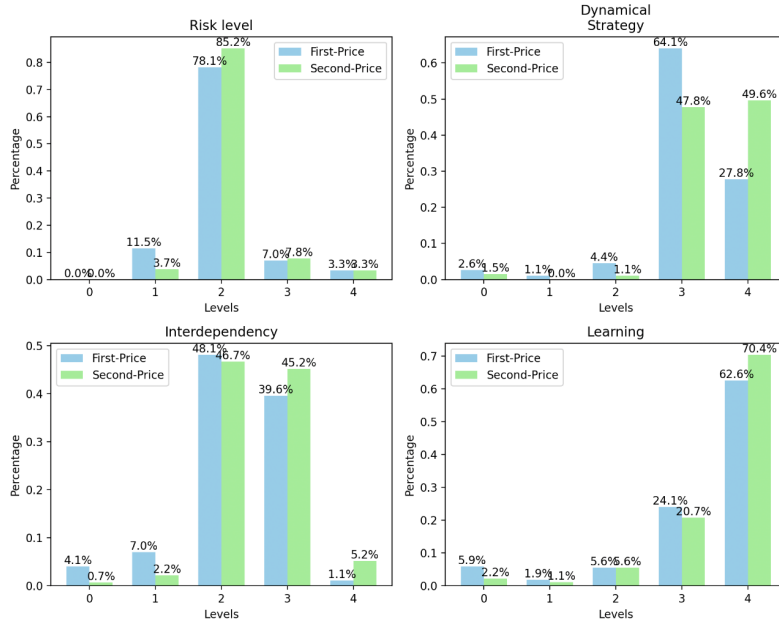 Risk level
First-Price
Second-Price
0.0% 0.0% 11.5% 3.7% 78.1% 85.2% 7.0% 7.8% 3.3% 3.3%
0.8
0.7
0.6
0.5
0.4
0.3
0.2
0.1
0.0
Percentage
0 1 2 3 4
Levels
Dynamical
Strategy
First-Price
Second-Price
2.6% 1.5% 1.1% 0.0% 4.4% 1.1% 64.1% 47.8% 27.8% 49.6%
0.6
0.5
0.4
0.3
0.2
0.1
0.0
Percentage
0 1 2 3 4
Levels
Interdependency
First-Price
Second-Price
4.1% 0.7% 7.0% 2.2% 48.1% 46.7% 39.6% 45.2% 1.1% 5.2%
0.5
0.4
0.3
0.2
0.1
0.0
Percentage
0 1 2 3 4
Levels
Learning
First-Price
Second-Price
5.9% 2.2% 1.9% 1.1% 5.6% 5.6% 24.1% 20.7% 62.6% 70.4%
0.7
0.6
0.5
0.4
0.3
0.2
0.1
0.0
Percentage
0 1 2 3 4
Levels